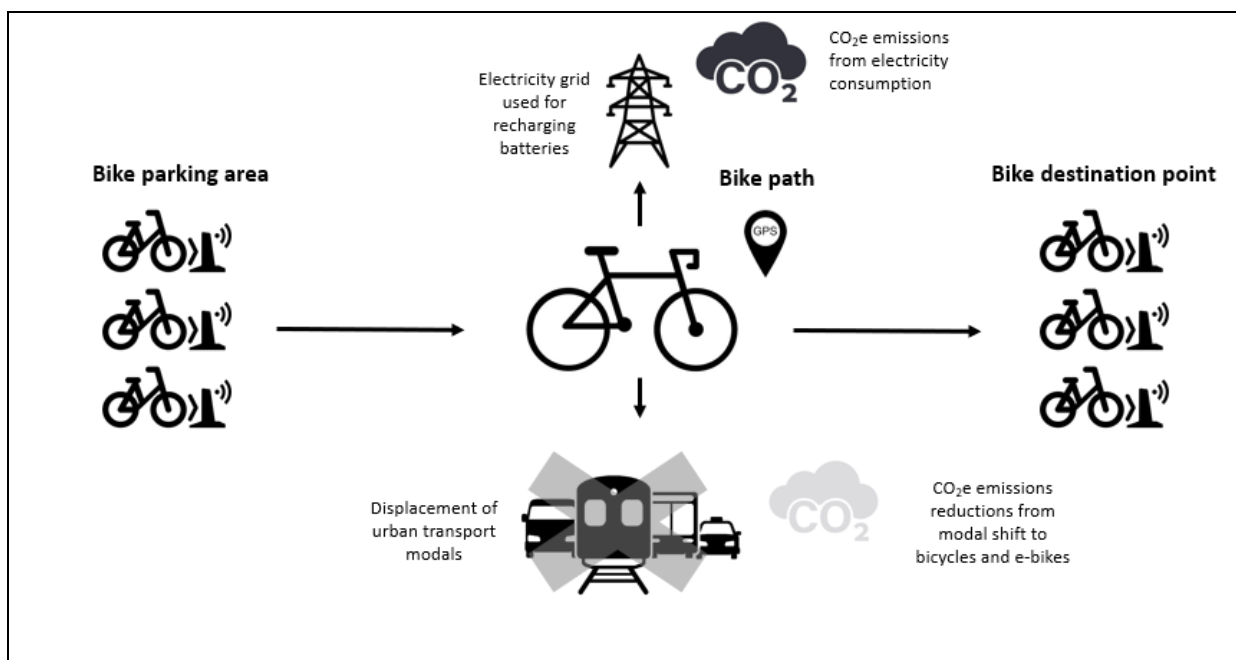 Electricity grid
used for
recharging
batteries
CO₂
CO₂e emissions
from electricity
consumption
Bike parking area
Bike path
GPS
Bike destination point
Displacement of
urban transport
modals
CO₂
CO₂e emissions
reductions from
modal shift to
bicycles and e-bikes